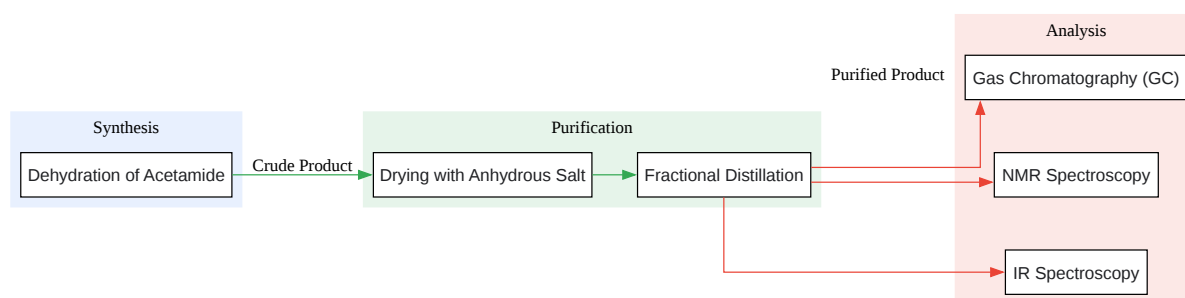 Synthesis
Dehydration of Acetamide
Crude Product
Purification
Drying with Anhydrous Salt
Fractional Distillation
Purified Product
Analysis
Gas Chromatography (GC)
NMR Spectroscopy
IR Spectroscopy